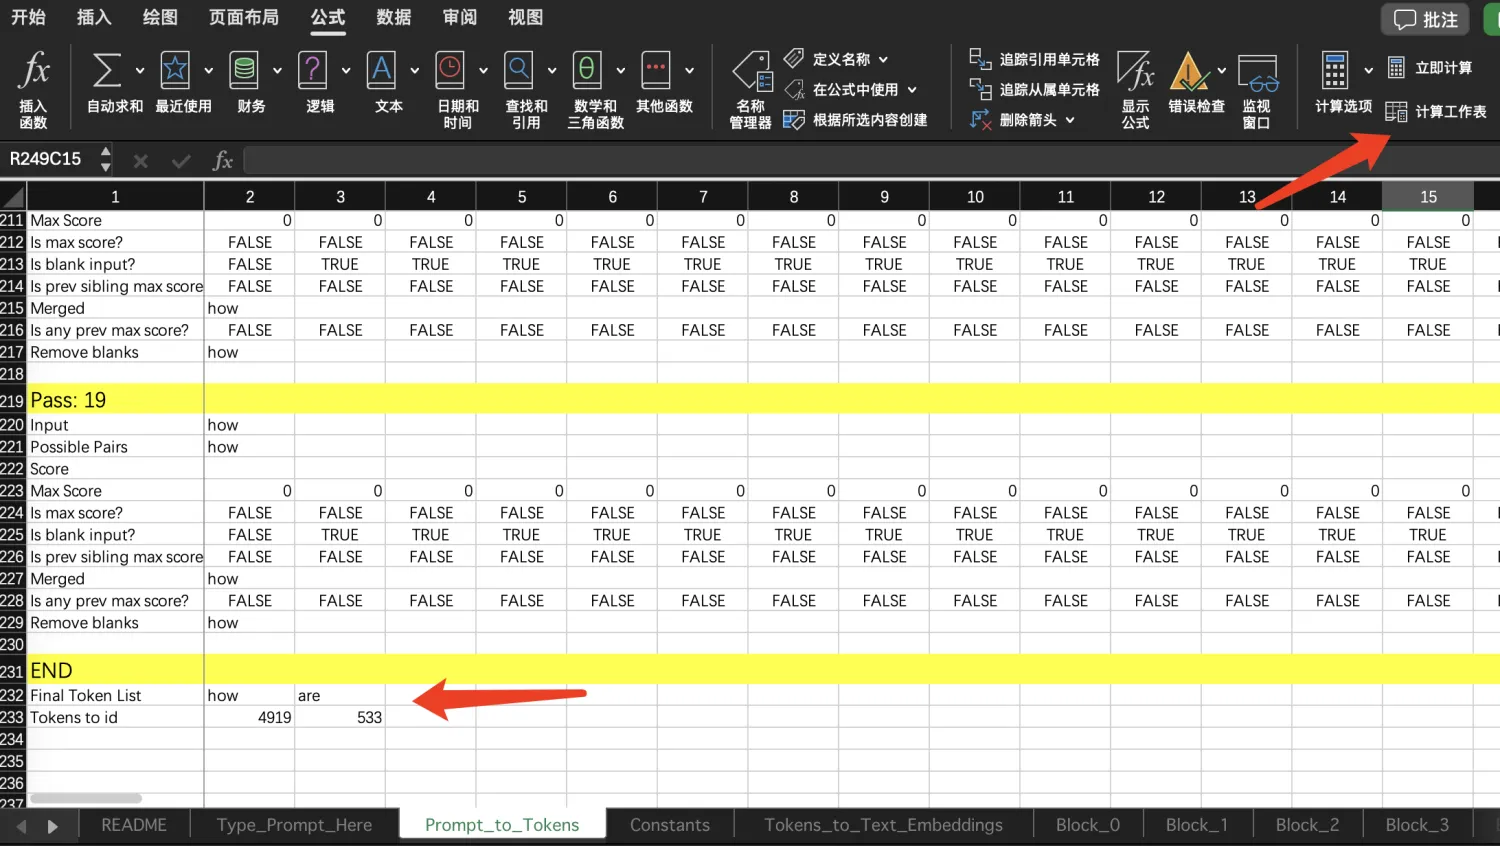 开始 插入 绘图 页面布局 公式 数据 审阅 视图 批注
fx 插入函数 自动求和 最近使用 财务 逻辑 文本 日期和时间 查找和引用 数学和三角函数 其他函数 名称管理器 定义名称 在公式中使用 根据所选内容创建 追踪引用单元格 追踪从属单元格 删除箭头 显示公式 错误检查 监视窗口 计算选项 立即计算 计算工作表
R249C15 fx
1 2 3 4 5 6 7 8 9 10 11 12 13 14 15
211 Max Score 0 0 0 0 0 0 0 0 0 0 0 0 0 0
212 Is max score? FALSE FALSE FALSE FALSE FALSE FALSE FALSE FALSE FALSE FALSE FALSE FALSE FALSE FALSE
213 Is blank input? FALSE TRUE TRUE TRUE TRUE TRUE TRUE TRUE TRUE TRUE TRUE TRUE TRUE TRUE
214 Is prev sibling max score FALSE FALSE FALSE FALSE FALSE FALSE FALSE FALSE FALSE FALSE FALSE FALSE FALSE FALSE
215 Merged how
216 Is any prev max score? FALSE FALSE FALSE FALSE FALSE FALSE FALSE FALSE FALSE FALSE FALSE FALSE FALSE FALSE
217 Remove blanks how
218
219 Pass: 19
220 Input how
221 Possible Pairs how
222 Score
223 Max Score 0 0 0 0 0 0 0 0 0 0 0 0 0 0
224 Is max score? FALSE FALSE FALSE FALSE FALSE FALSE FALSE FALSE FALSE FALSE FALSE FALSE FALSE FALSE
225 Is blank input? FALSE TRUE TRUE TRUE TRUE TRUE TRUE TRUE TRUE TRUE TRUE TRUE TRUE TRUE
226 Is prev sibling max score FALSE FALSE FALSE FALSE FALSE FALSE FALSE FALSE FALSE FALSE FALSE FALSE FALSE FALSE
227 Merged how
228 Is any prev max score? FALSE FALSE FALSE FALSE FALSE FALSE FALSE FALSE FALSE FALSE FALSE FALSE FALSE FALSE
229 Remove blanks how
230
231 END
232 Final Token List how are
233 Tokens to id 4919 533
234
235
236
237
README Type_Prompt_Here Prompt_to_Tokens Constants Tokens_to_Text_Embeddings Block_0 Block_1 Block_2 Block_3